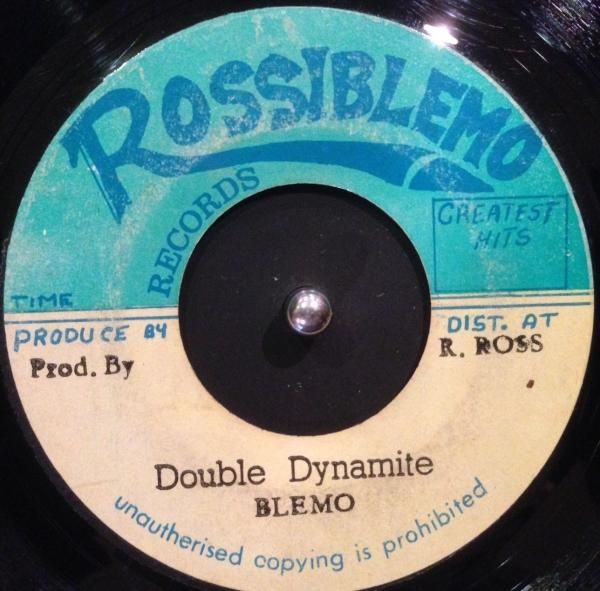 ROSSIBLEMO
RECORDS
GREATEST
HITS
TIME
PRODUCE BY
Prod. By
DIST. AT
R. ROSS
Double Dynamite
BLEMO
unautherised copying is prohibited